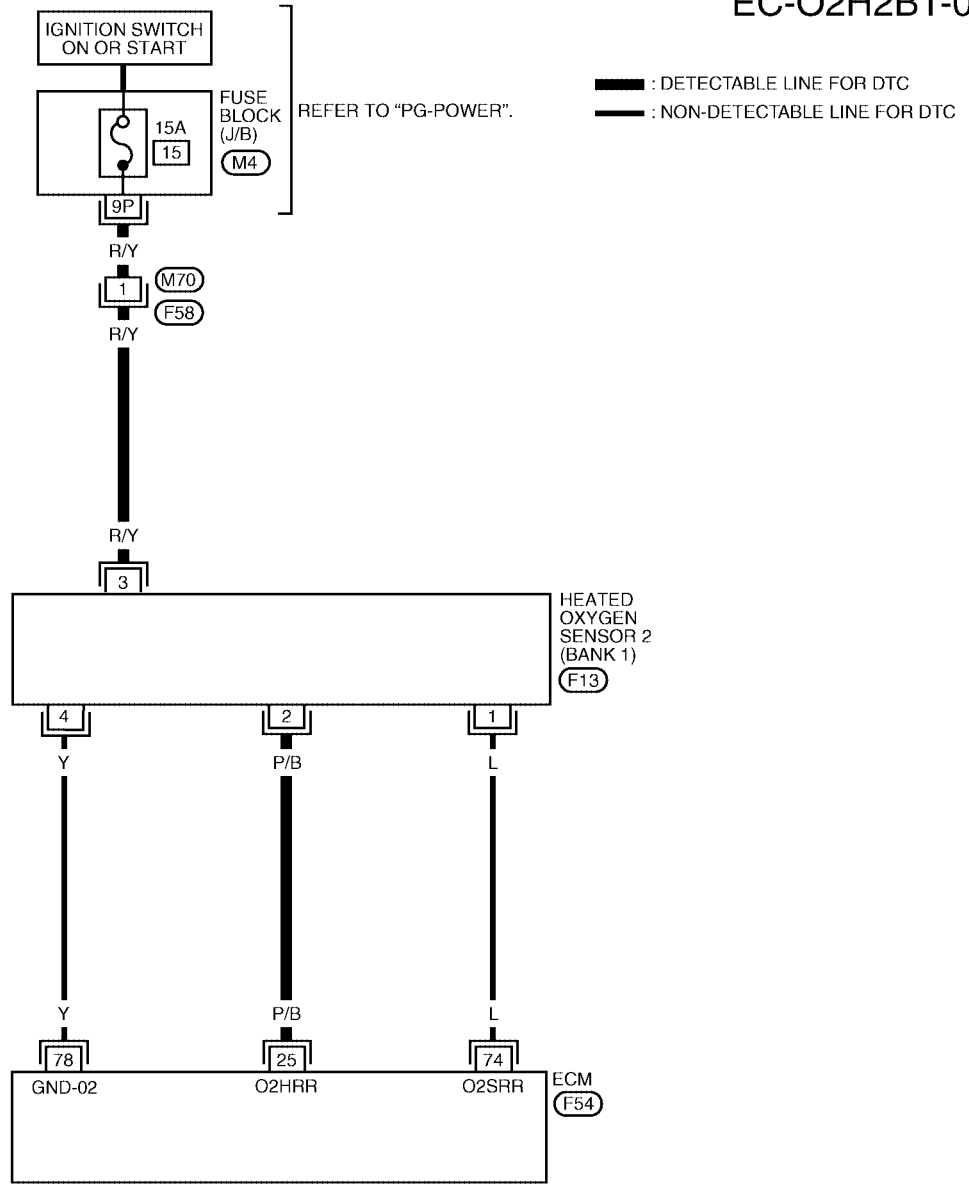 EC-O2H2B1-0
IGNITION SWITCH
ON OR START
: DETECTABLE LINE FOR DTC
: NON-DETECTABLE LINE FOR DTC
FUSE
BLOCK
(J/B)
M4
REFER TO “PG-POWER”.
15A
15
9P
R/Y
1
M70
F58
R/Y
R/Y
3
HEATED
OXYGEN
SENSOR 2
(BANK 1)
F13
4 2 1
Y P/B L
Y P/B L
78 25 74
GND-02 O2HRR O2SRR
ECM
F54